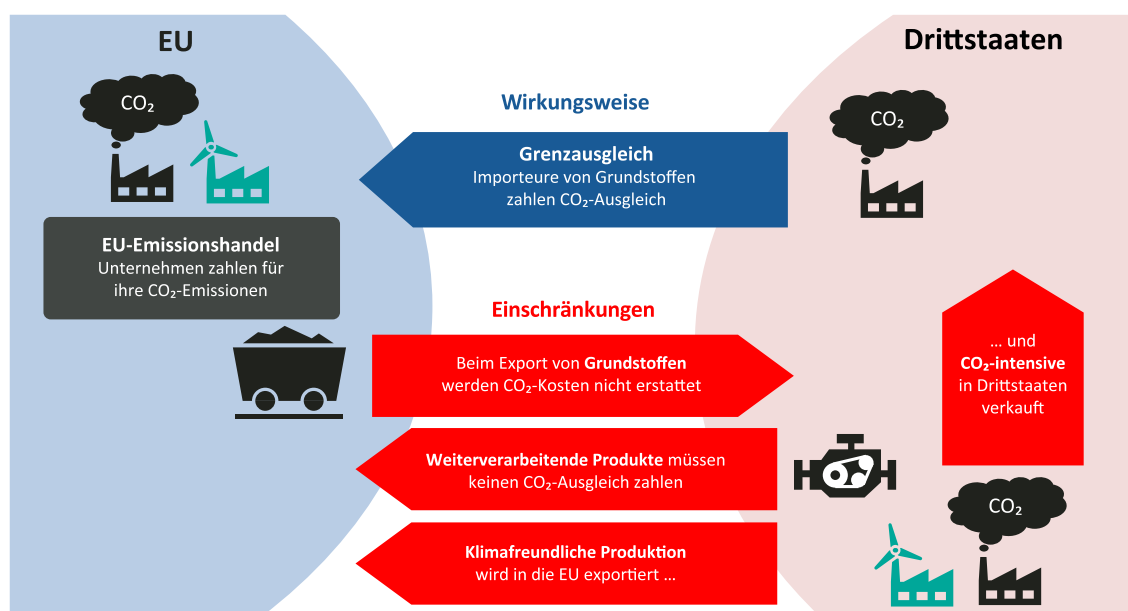 EU
CO₂
EU-Emissionshandel
Unternehmen zahlen für
ihre CO₂-Emissionen
Wirkungsweise
Grenzausgleich
Importeure von Grundstoffen
zahlen CO₂-Ausgleich
Drittstaaten
CO₂
Einschränkungen
Beim Export von Grundstoffen
werden CO₂-Kosten nicht erstattet
Weiterverarbeitende Produkte müssen
keinen CO₂-Ausgleich zahlen
Klimafreundliche Produktion
wird in die EU exportiert ...
... und
CO₂-intensive
in Drittstaaten
verkauft
CO₂